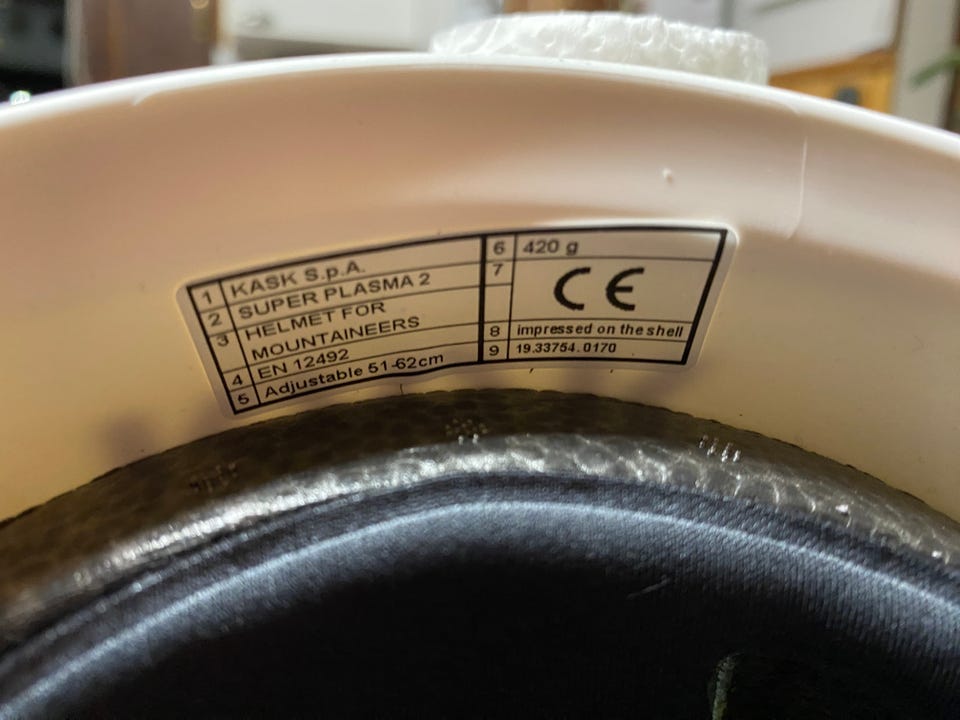 1 KASK S.p.A.
2 SUPER PLASMA 2
3 HELMET FOR
MOUNTAINEERS
4 EN 12492
5 Adjustable 51-62cm
6 420 g
7 CE
8 impressed on the shell
9 19.33754.0170